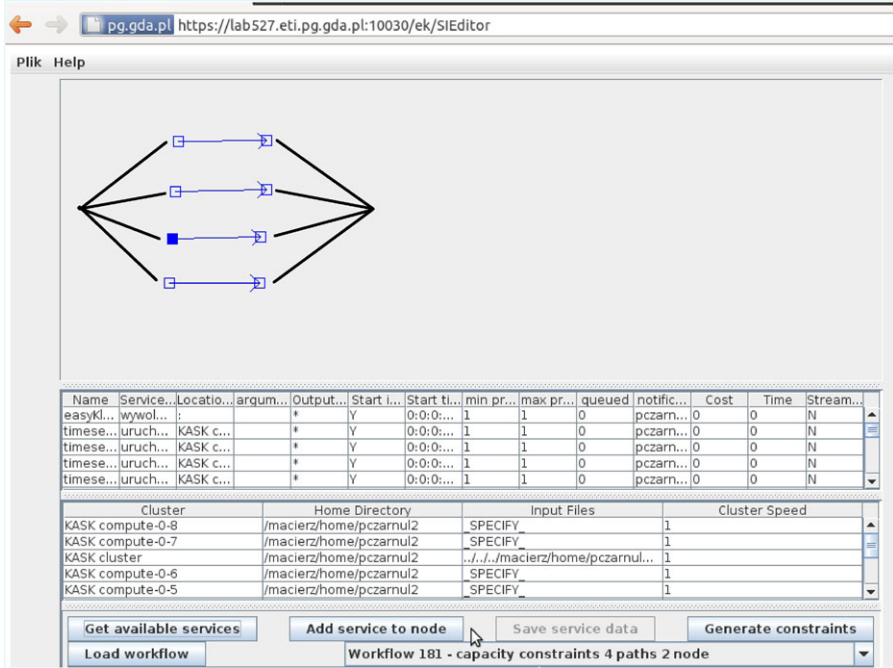 pg.gda.pl https://lab527.eti.pg.gda.pl:10030/ek/SIEditor
Plik Help
Name Service... Locatio... argum... Output... Start i... Start ti... min pr... max pr... queued notific... Cost Time Stream...
easyKl... wywol... : * Y 0:0:0:... 1 1 0 pczarn... 0 0 N
timese... uruch... KASK c... * Y 0:0:0:... 1 1 0 pczarn... 0 0 N
timese... uruch... KASK c... * Y 0:0:0:... 1 1 0 pczarn... 0 0 N
timese... uruch... KASK c... * Y 0:0:0:... 1 1 0 pczarn... 0 0 N
timese... uruch... KASK c... * Y 0:0:0:... 1 1 0 pczarn... 0 0 N
Cluster Home Directory Input Files Cluster Speed
KASK compute-0-8 /macierz/home/pczarnul2 _SPECIFY_ 1
KASK compute-0-7 /macierz/home/pczarnul2 _SPECIFY_ 1
KASK cluster /macierz/home/pczarnul2 ../../../macierz/home/pczarnul... 1
KASK compute-0-6 /macierz/home/pczarnul2 _SPECIFY_ 1
KASK compute-0-5 /macierz/home/pczarnul2 _SPECIFY_ 1
Get available services Add service to node Save service data Generate constraints
Load workflow Workflow 181 - capacity constraints 4 paths 2 node